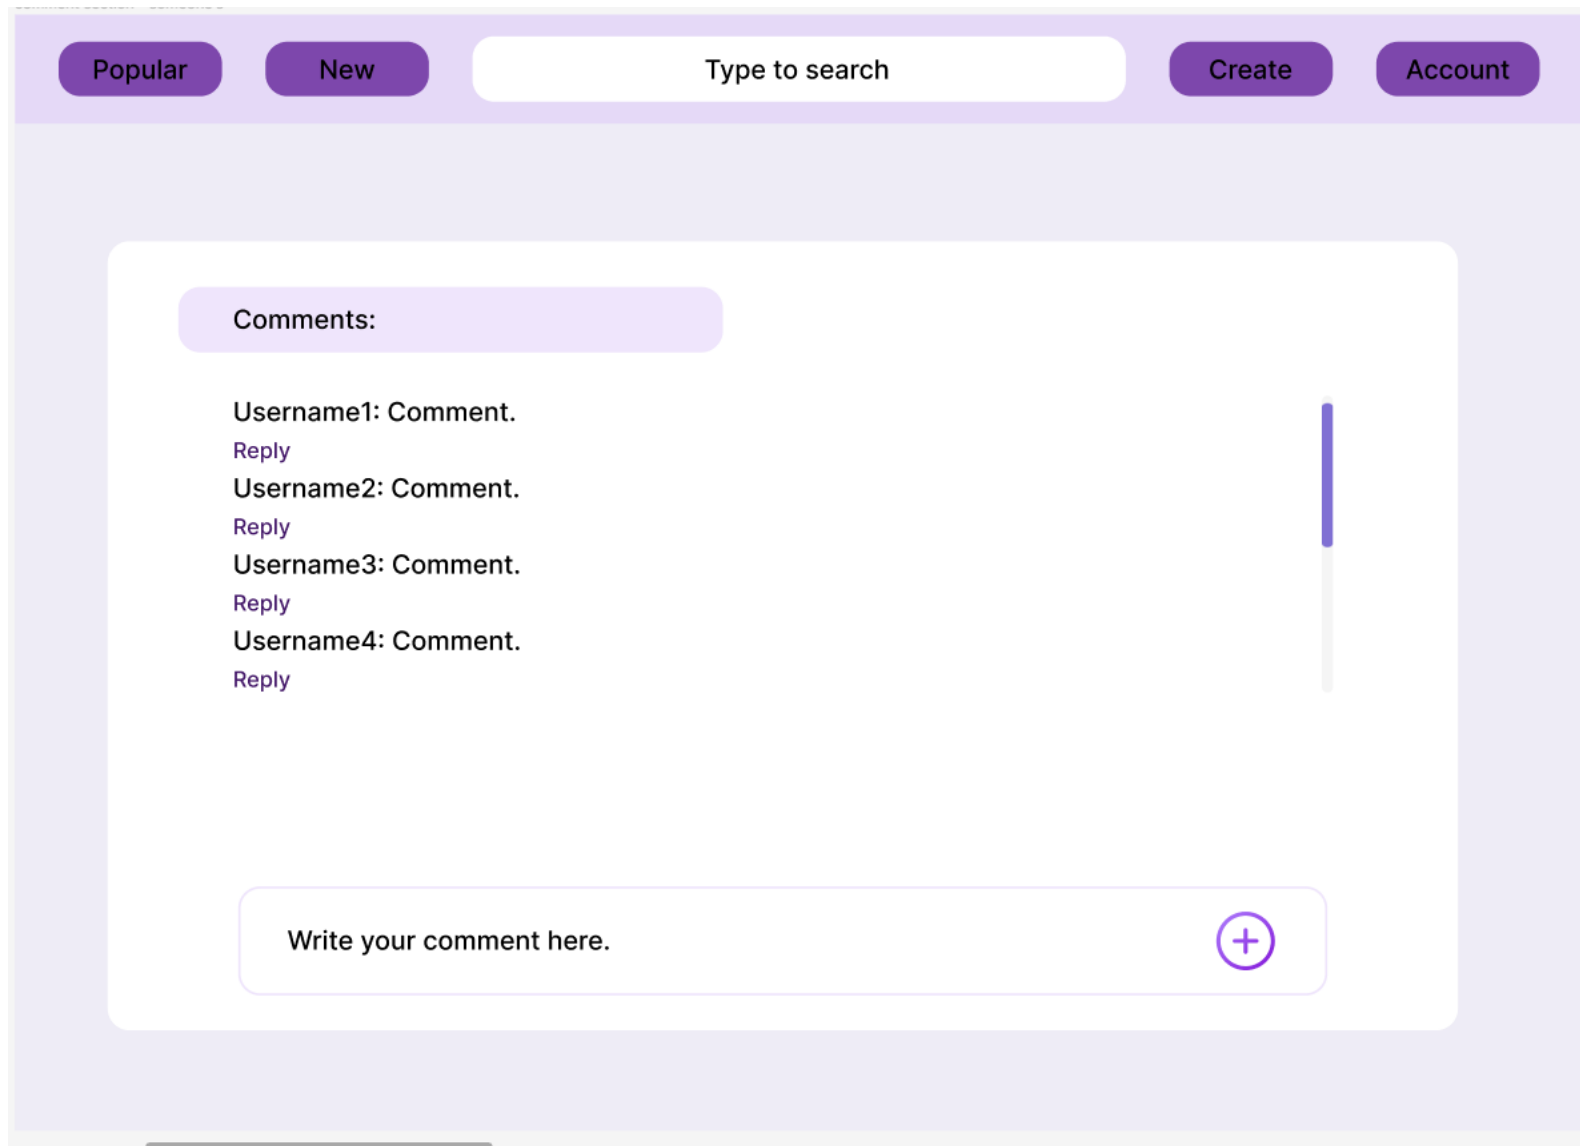 Popular New Type to search Create Account
Comments:
Username1: Comment.
Reply
Username2: Comment.
Reply
Username3: Comment.
Reply
Username4: Comment.
Reply
Write your comment here.